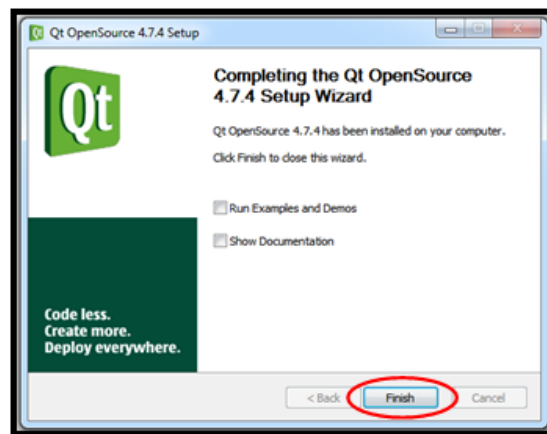 Qt OpenSource 4.7.4 Setup
Qt
Completing the Qt OpenSource
4.7.4 Setup Wizard
Qt OpenSource 4.7.4 has been installed on your computer.
Click Finish to close this wizard.
Run Examples and Demos
Show Documentation
Code less.
Create more.
Deploy everywhere.
< Back Finish Cancel